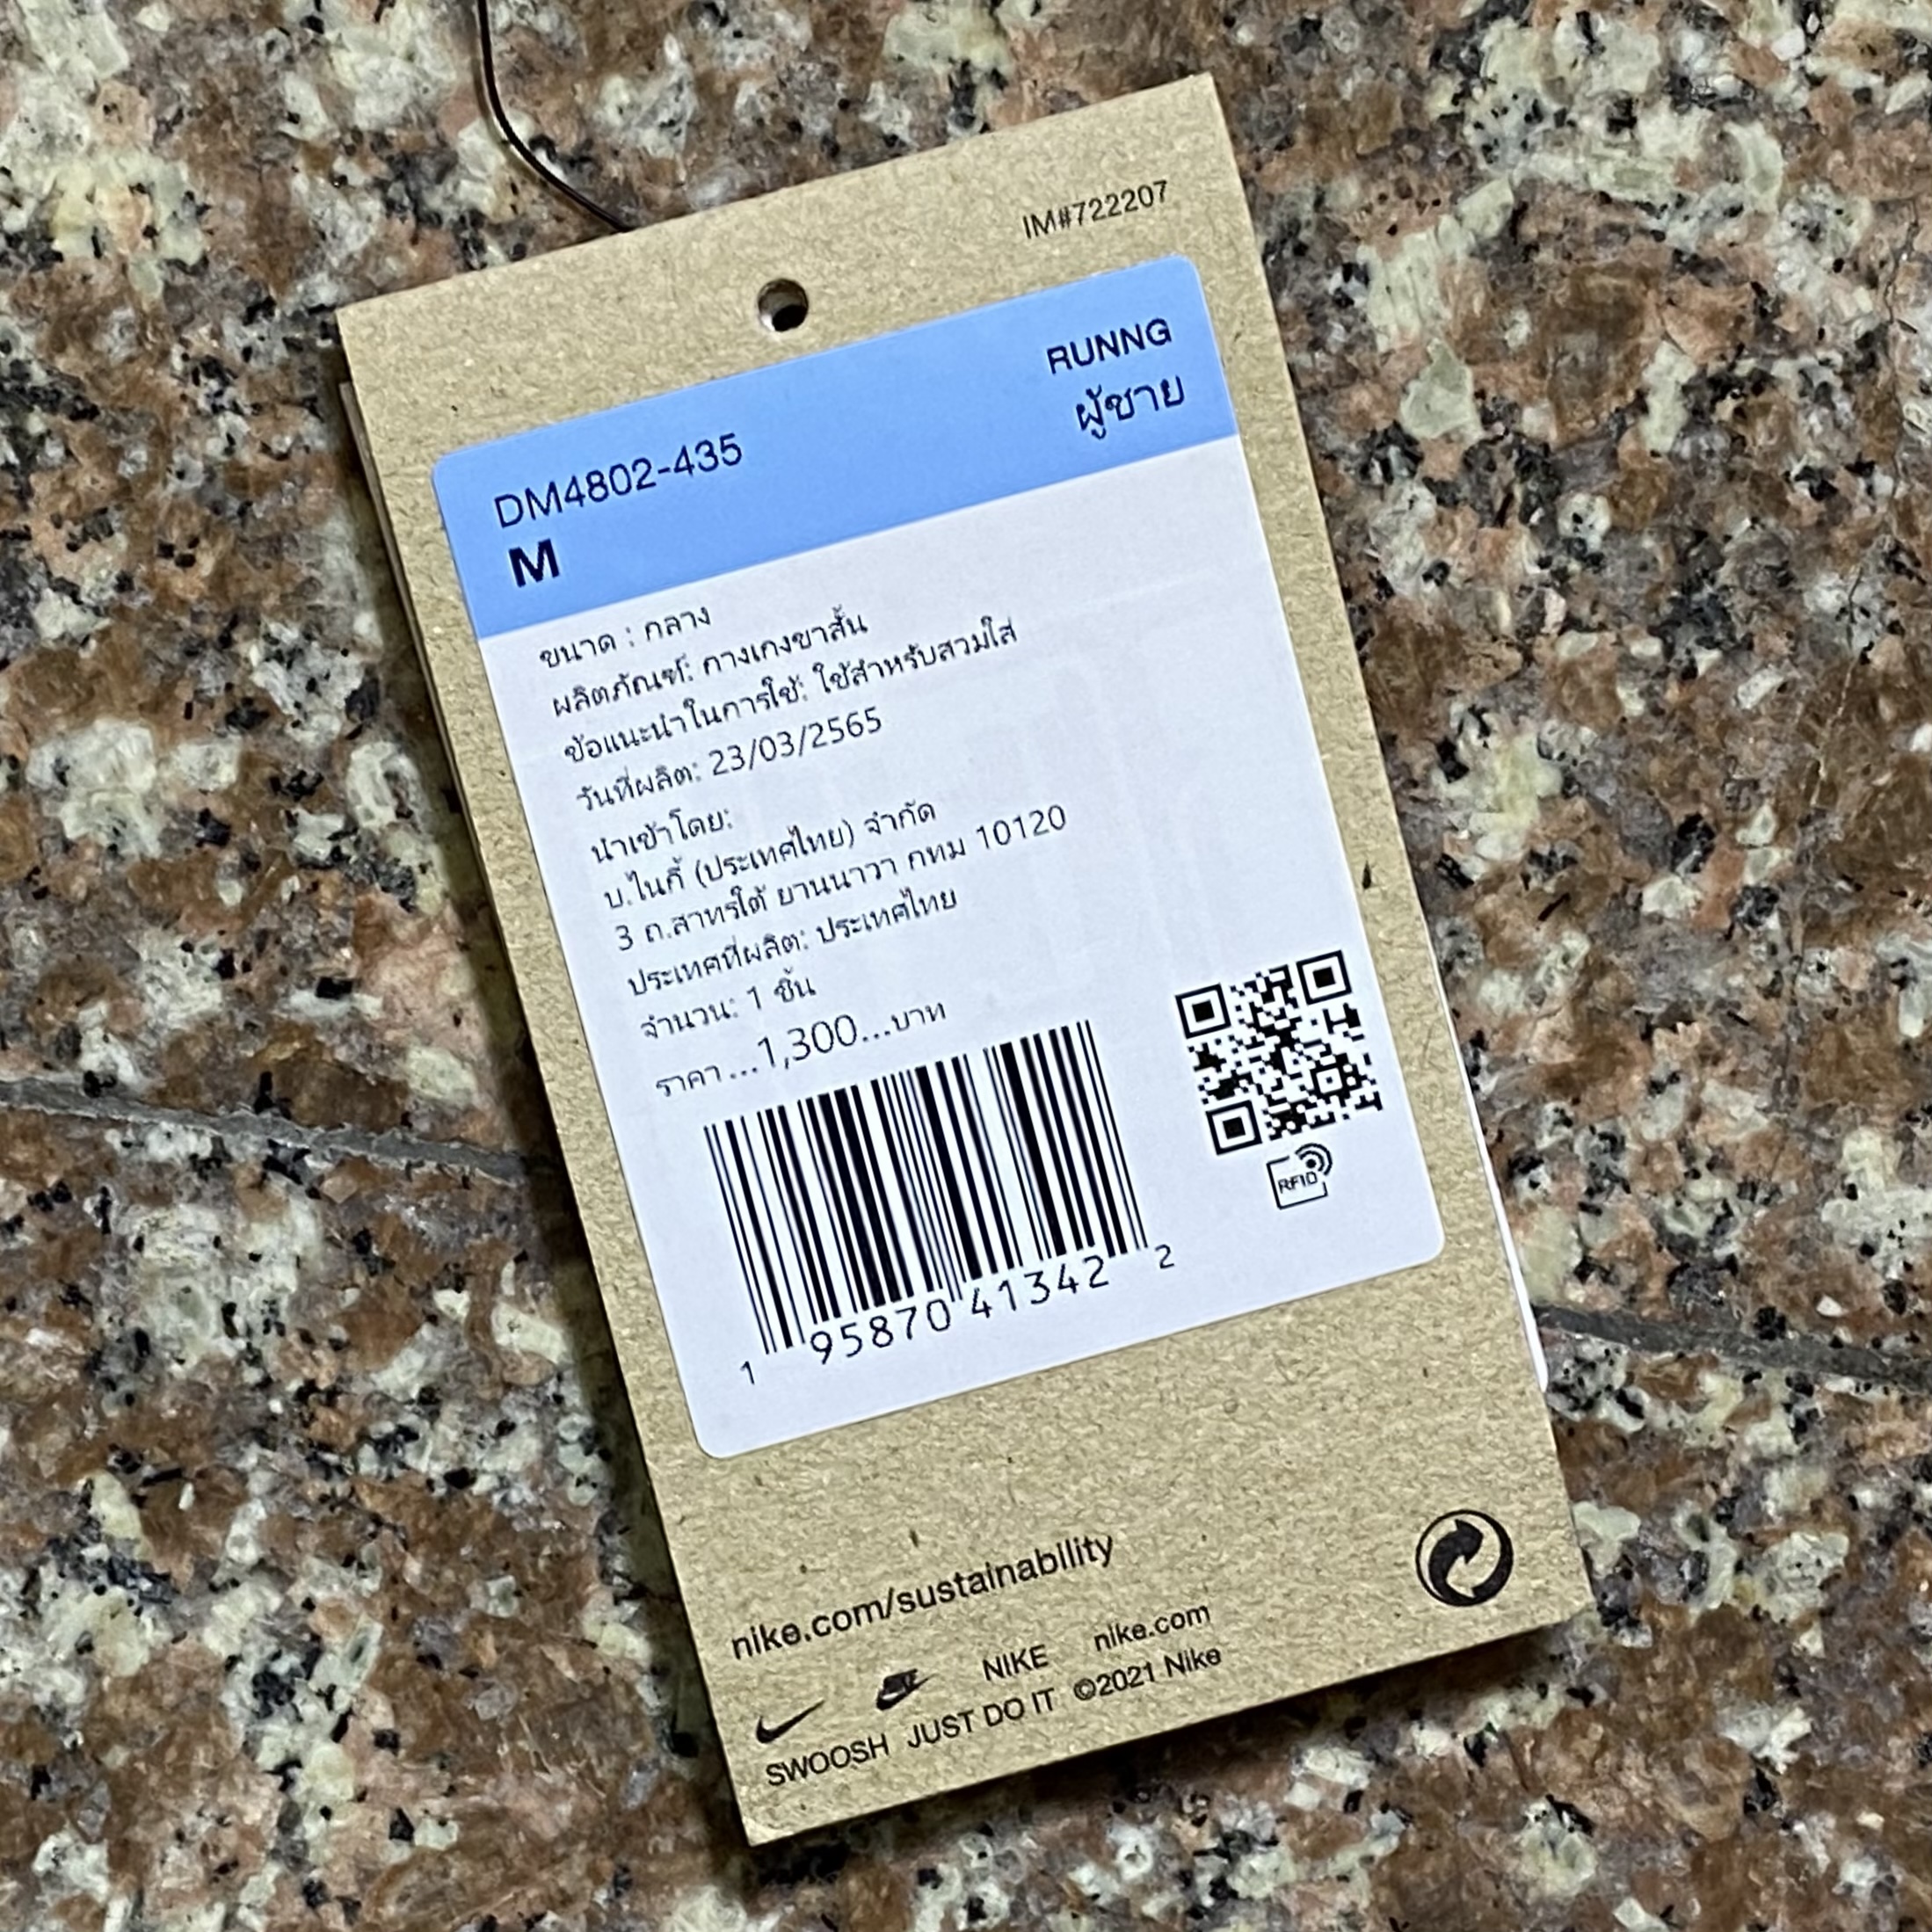 IM#722207
RUNNG
ผู้ชาย
DM4802-435
M
ขนาด : กลาง
ผลิตภัณฑ์: กางเกงขาสั้น
ข้อแนะนำในการใช้: ใช้สำหรับสวมใส่
วันที่ผลิต: 23/03/2565
นำเข้าโดย:
บ.ไนกี้ (ประเทศไทย) จำกัด
3 ถ.สาทรใต้ ยานนาวา กทม 10120
ประเทศที่ผลิต: ประเทศไทย
จำนวน: 1 ชิ้น
ราคา...1,300...บาท
RFID
1 95870 41342 2
nike.com/sustainability
NIKE nike.com
SWOOSH JUST DO IT ©2021 Nike